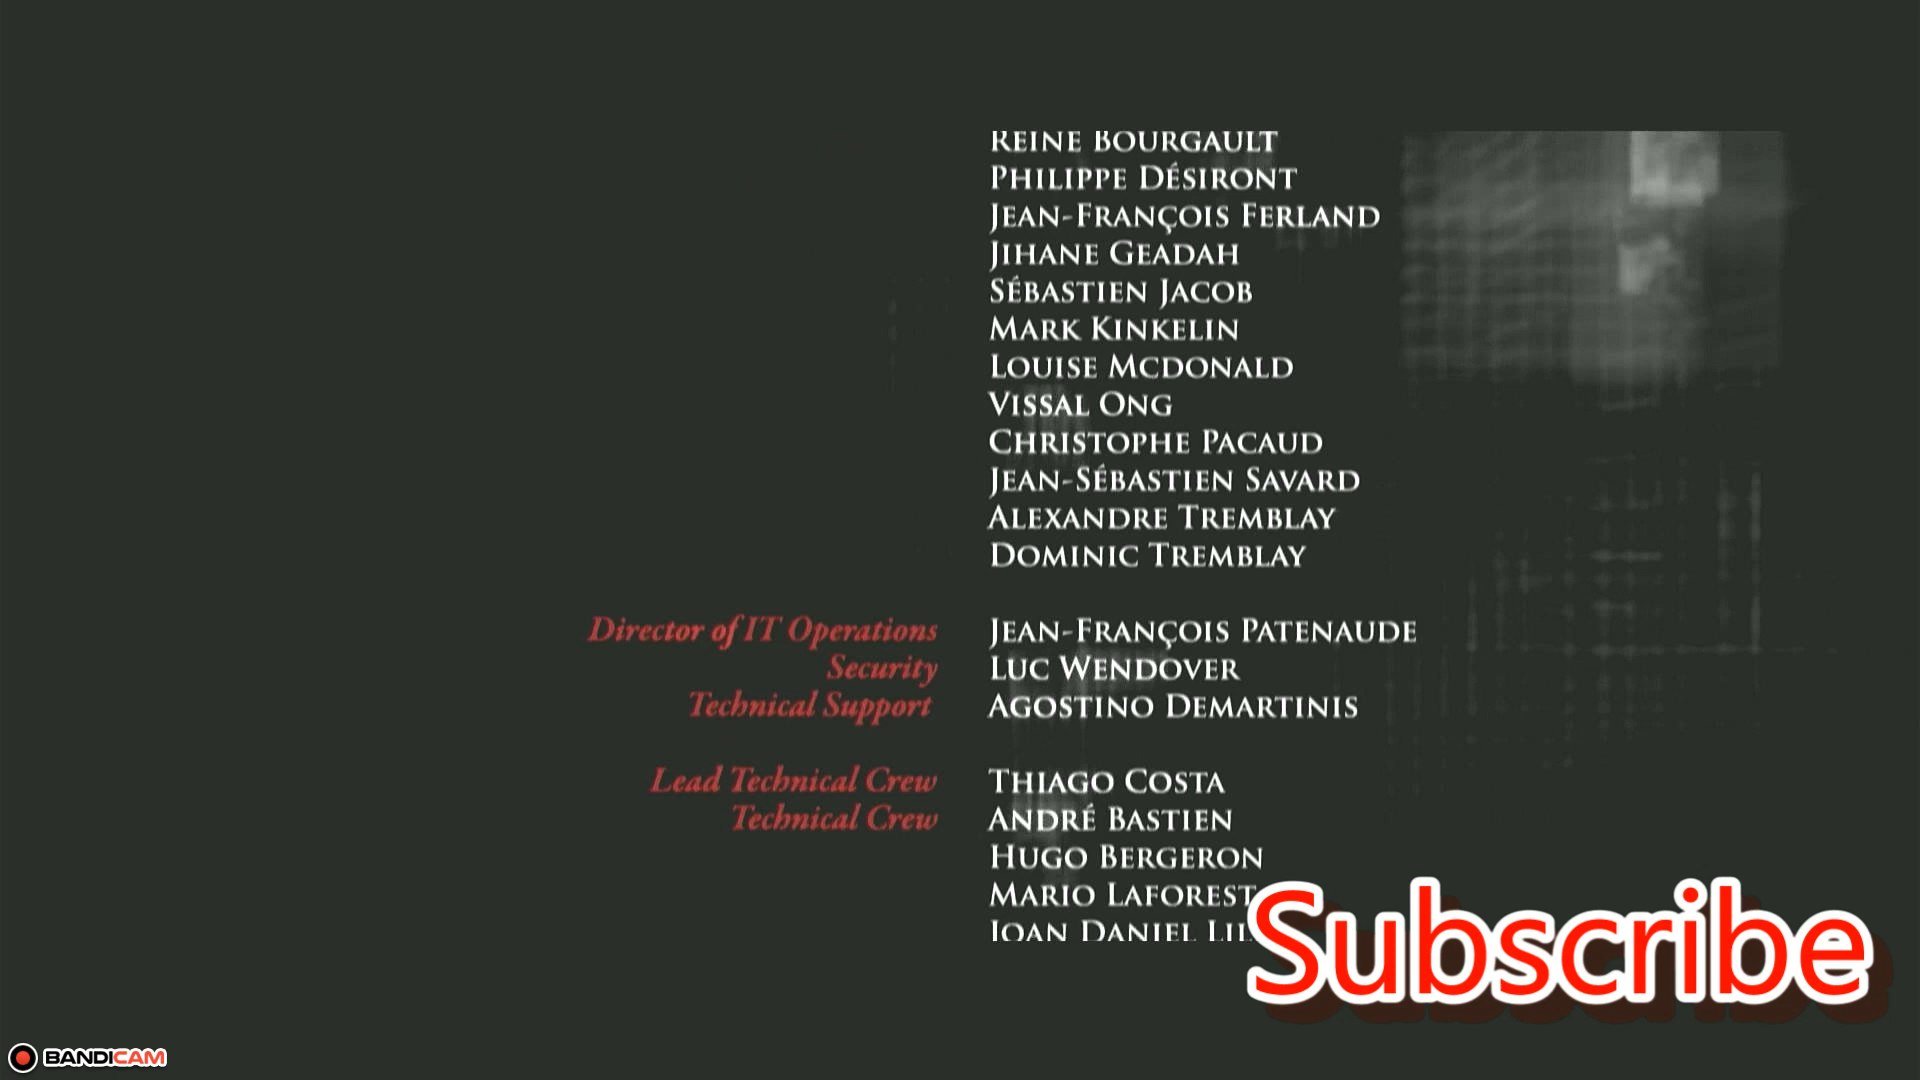 Reine Bourgault
Philippe Désiront
Jean-François Ferland
Jihane Geadah
Sébastien Jacob
Mark Kinkelin
Louise Mcdonald
Vissal Ong
Christophe Pacaud
Jean-Sébastien Savard
Alexandre Tremblay
Dominic Tremblay
Director of IT Operations Jean-François Patenaude
Security Luc Wendover
Technical Support Agostino Demartinis
Lead Technical Crew Thiago Costa
Technical Crew André Bastien
Hugo Bergeron
Mario Laforest
Ioan Daniel
Subscribe
BANDICAM